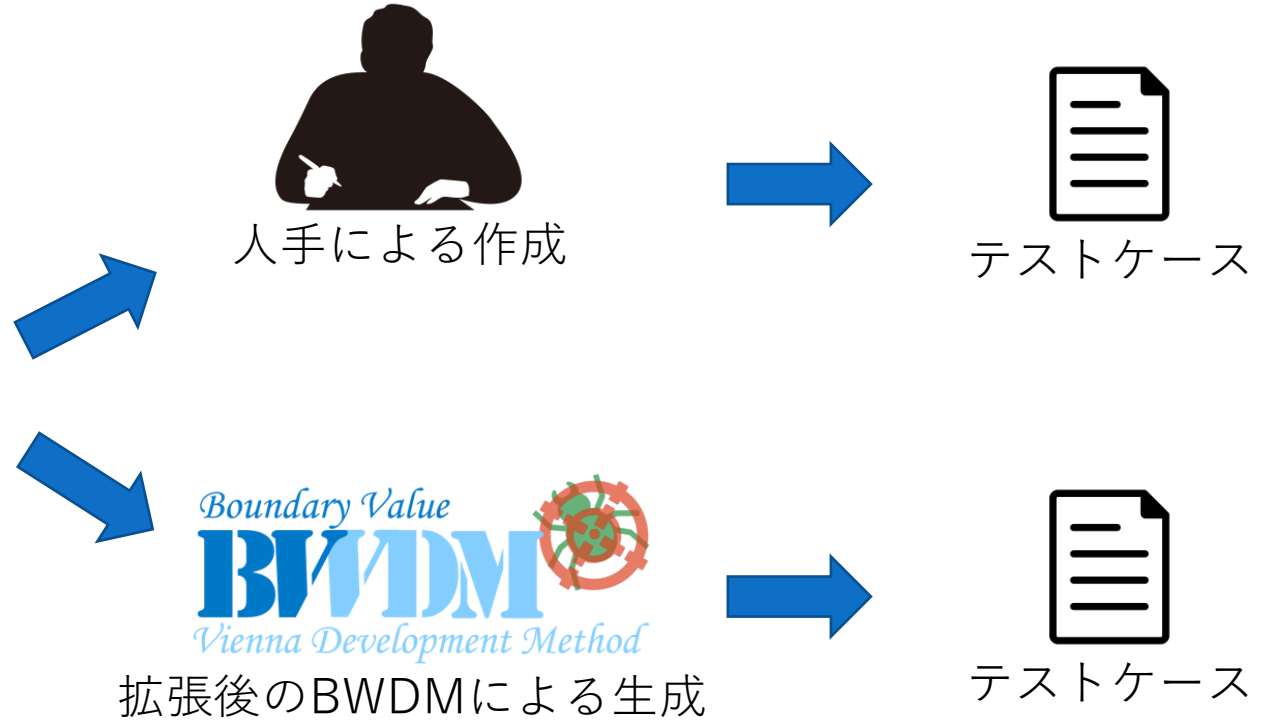 人手による作成
テストケース
Boundary Value
BWDM
Vienna Development Method
拡張後のBWDMによる生成
テストケース